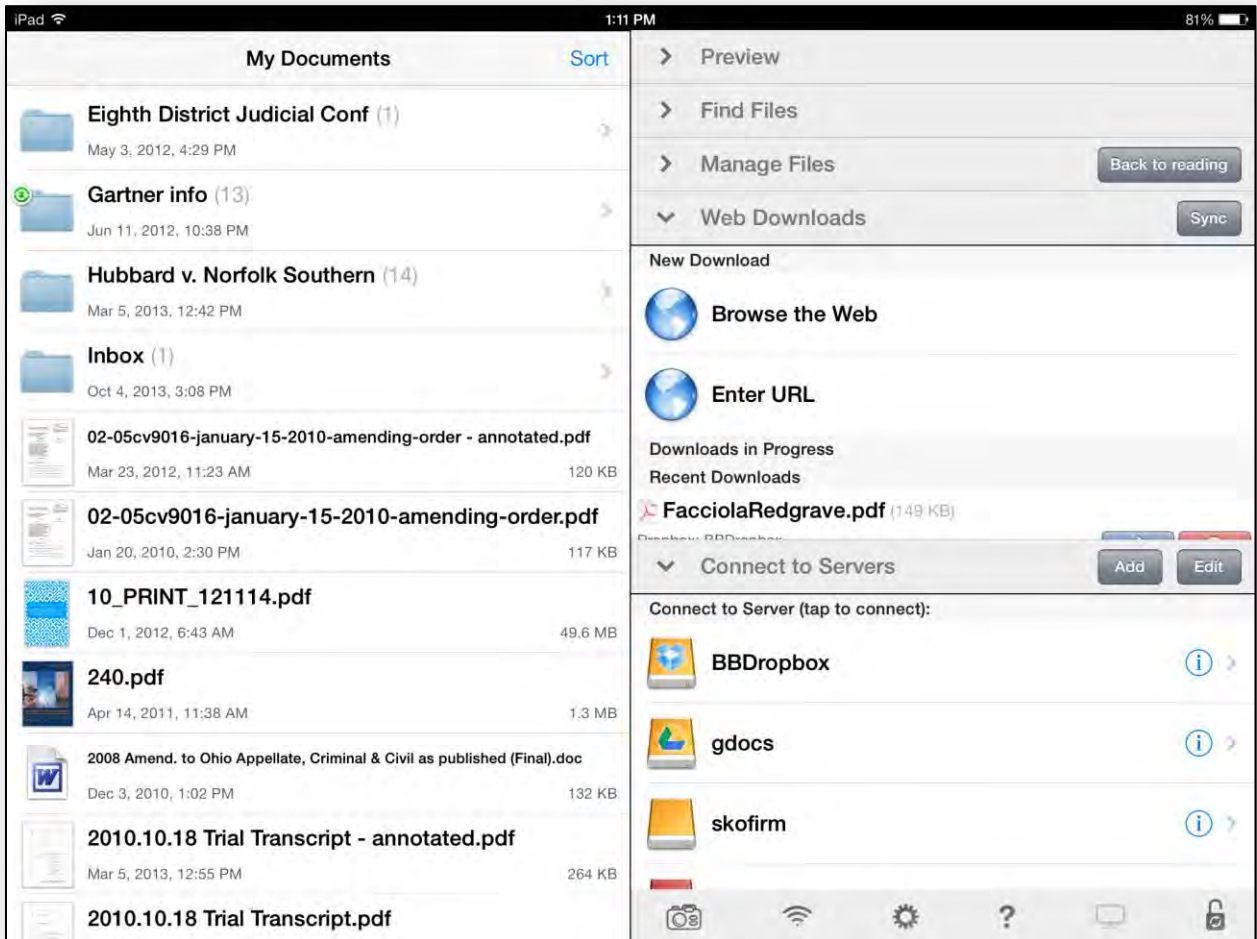 iPad 1:11 PM 81%
My Documents Sort
Eighth District Judicial Conf (1)
May 3, 2012, 4:29 PM
Gartner info (13)
Jun 11, 2012, 10:38 PM
Hubbard v. Norfolk Southern (14)
Mar 5, 2013, 12:42 PM
Inbox (1)
Oct 4, 2013, 3:08 PM
02-05cv9016-january-15-2010-amending-order - annotated.pdf
Mar 23, 2012, 11:23 AM 120 KB
02-05cv9016-january-15-2010-amending-order.pdf
Jan 20, 2010, 2:30 PM 117 KB
10_PRINT_121114.pdf
Dec 1, 2012, 6:43 AM 49.6 MB
240.pdf
Apr 14, 2011, 11:38 AM 1.3 MB
2008 Amend. to Ohio Appellate, Criminal & Civil as published (Final).doc
Dec 3, 2010, 1:02 PM 132 KB
2010.10.18 Trial Transcript - annotated.pdf
Mar 5, 2013, 12:55 PM 264 KB
2010.10.18 Trial Transcript.pdf
Preview
Find Files
Manage Files Back to reading
Web Downloads Sync
New Download
Browse the Web
Enter URL
Downloads in Progress
Recent Downloads
FacciolaRedgrave.pdf (149 KB)
Dropbox: BBDropbox
Connect to Servers Add Edit
Connect to Server (tap to connect):
BBDropbox
gdocs
skofirm